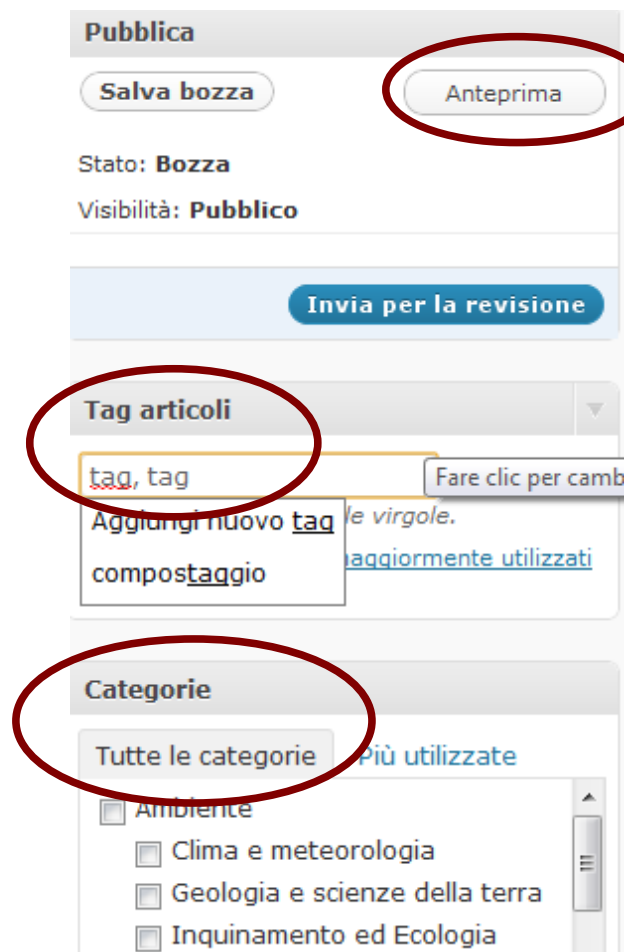 Pubblica
Salva bozza Anteprima
Stato: Bozza
Visibilità: Pubblico
Invia per la revisione
Tag articoli
tag, tag Fare clic per camb
Aggiungi nuovo tag le virgole.
compostaggio maggiormente utilizzati
Categorie
Tutte le categorie Più utilizzate
Ambiente
Clima e meteorologia
Geologia e scienze della terra
Inquinamento ed Ecologia